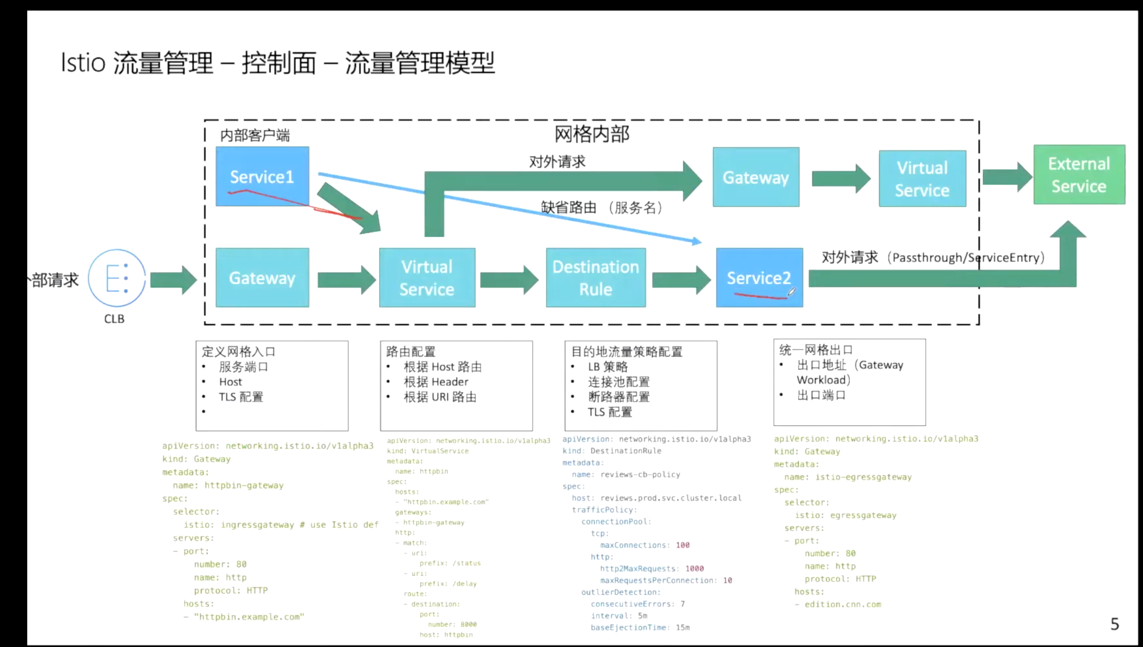 Istio 流量管理 – 控制面 – 流量管理模型
内部客户端
网格内部
Service1
对外请求
Gateway
Virtual
Service
External
Service
缺省路由 （服务名）
部请求
CLB
Gateway
Virtual
Service
Destination
Rule
Service2
对外请求（Passthrough/ServiceEntry）
定义网格入口
• 服务端口
• Host
• TLS 配置
•
路由配置
• 根据 Host 路由
• 根据 Header
• 根据 URI 路由
目的地流量策略配置
• LB 策略
• 连接池配置
• 断路器配置
• TLS 配置
统一网格出口
• 出口地址（Gateway
Workload）
• 出口端口
apiVersion: networking.istio.io/v1alpha3
kind: Gateway
metadata:
  name: httpbin-gateway
spec:
  selector:
    istio: ingressgateway # use Istio def
  servers:
  - port:
      number: 80
      name: http
      protocol: HTTP
    hosts:
    - "httpbin.example.com"
apiVersion: networking.istio.io/v1alpha3
kind: VirtualService
metadata:
  name: httpbin
spec:
  hosts:
  - "httpbin.example.com"
  gateways:
  - httpbin-gateway
  http:
  - match:
    - uri:
        prefix: /status
    - uri:
        prefix: /delay
    route:
    - destination:
        port:
          number: 8000
        host: httpbin
apiVersion: networking.istio.io/v1alpha3
kind: DestinationRule
metadata:
  name: reviews-cb-policy
spec:
  host: reviews.prod.svc.cluster.local
  trafficPolicy:
    connectionPool:
      tcp:
        maxConnections: 100
      http:
        http2MaxRequests: 1000
        maxRequestsPerConnection: 10
    outlierDetection:
      consecutiveErrors: 7
      interval: 5m
      baseEjectionTime: 15m
apiVersion: networking.istio.io/v1alpha3
kind: Gateway
metadata:
  name: istio-egressgateway
spec:
  selector:
    istio: egressgateway
  servers:
  - port:
      number: 80
      name: http
      protocol: HTTP
    hosts:
    - edition.cnn.com
5